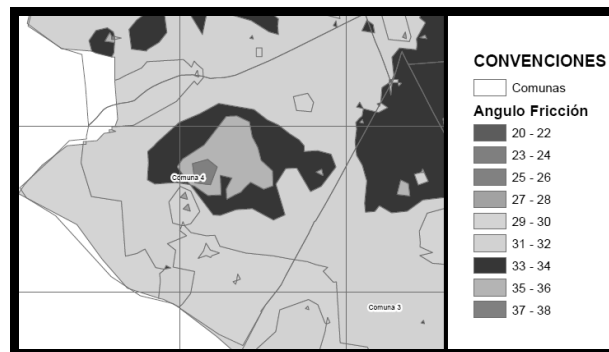 Comuna 4
Comuna 3
CONVENCIONES
Comunas
Angulo Fricción
20 - 22
23 - 24
25 - 26
27 - 28
29 - 30
31 - 32
33 - 34
35 - 36
37 - 38